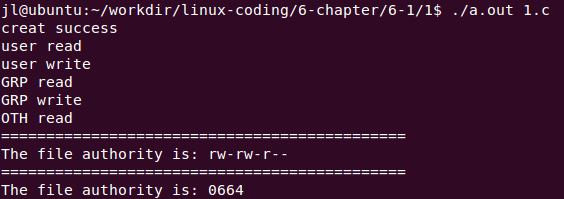 jl@ubuntu:~/workdir/linux-coding/6-chapter/6-1/1$ ./a.out 1.c
creat success
user read
user write
GRP read
GRP write
OTH read
=============================================
The file authority is: rw-rw-r--
=============================================
The file authority is: 0664